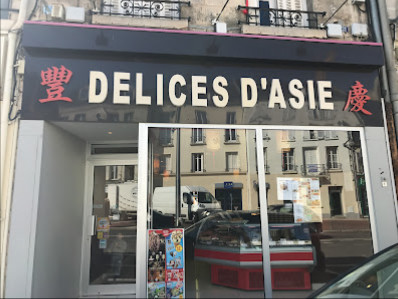 豐 DELICES D'ASIE 慶